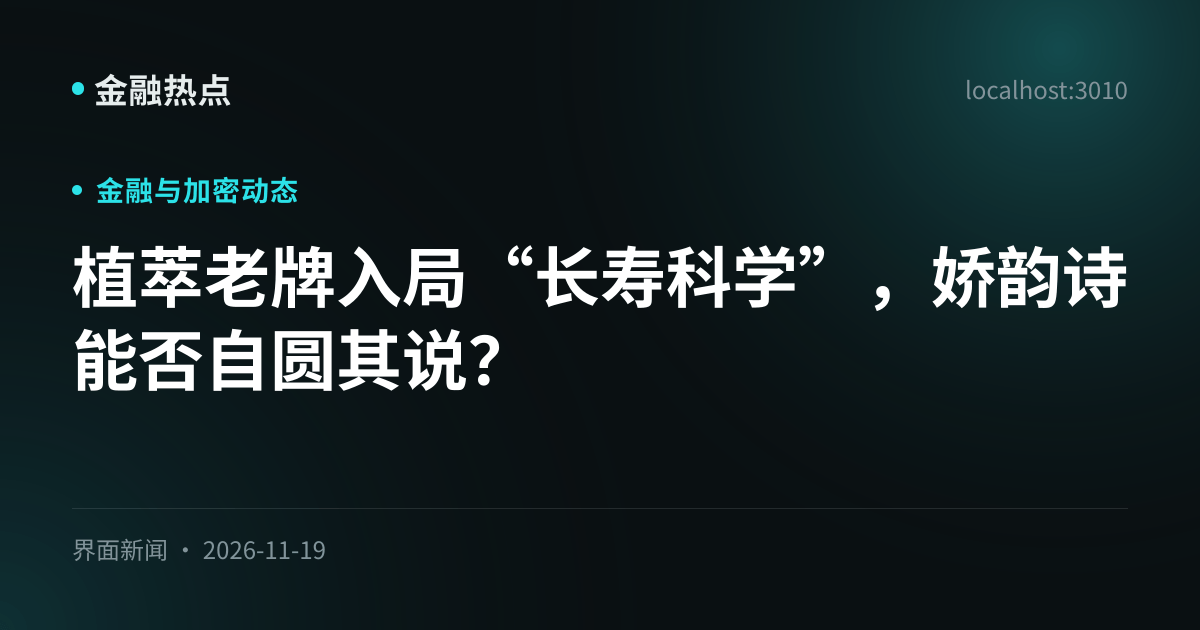 金融热点
localhost:3010
金融与加密动态
植萃老牌入局“长寿科学”，娇韵诗
能否自圆其说？
界面新闻 · 2026-11-19